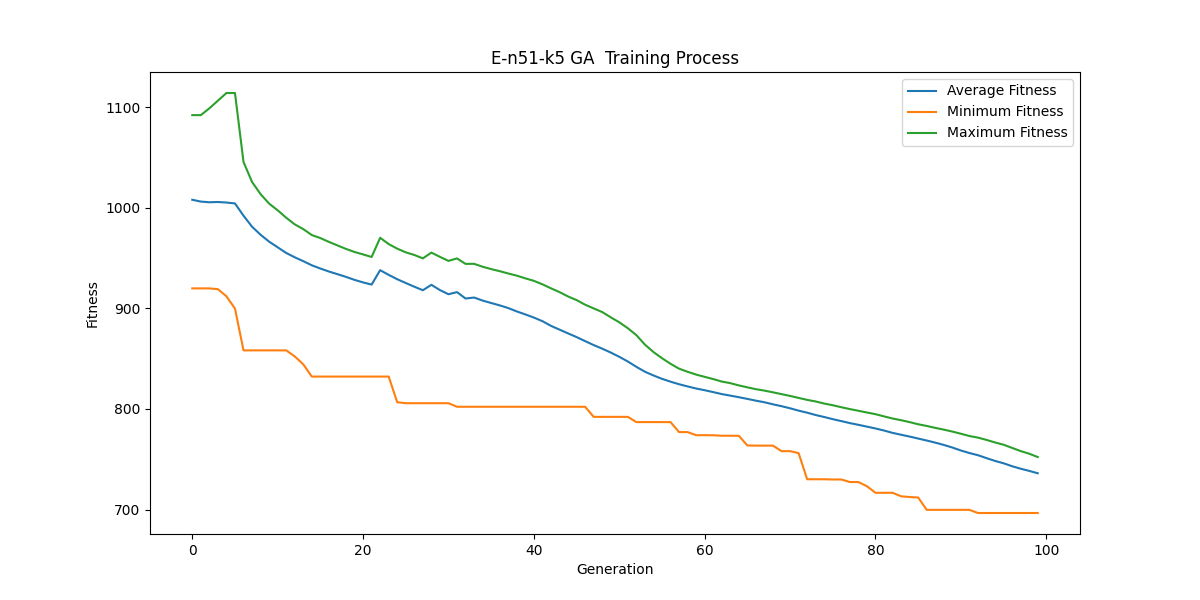 E-n51-k5 GA  Training Process
Average Fitness
Minimum Fitness
Maximum Fitness
Fitness
1100
1000
900
800
700
0 20 40 60 80 100
Generation